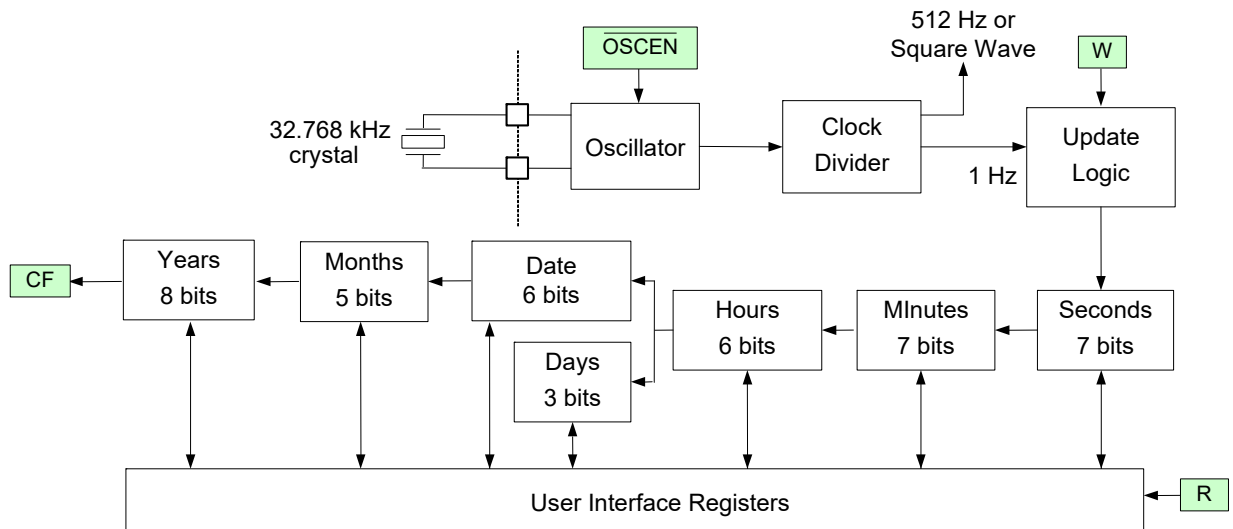 512 Hz or
Square Wave
OSCEN
W
32.768 kHz
crystal
Oscillator
Clock
Divider
1 Hz
Update
Logic
CF
Years
8 bits
Months
5 bits
Date
6 bits
Days
3 bits
Hours
6 bits
MInutes
7 bits
Seconds
7 bits
User Interface Registers
R